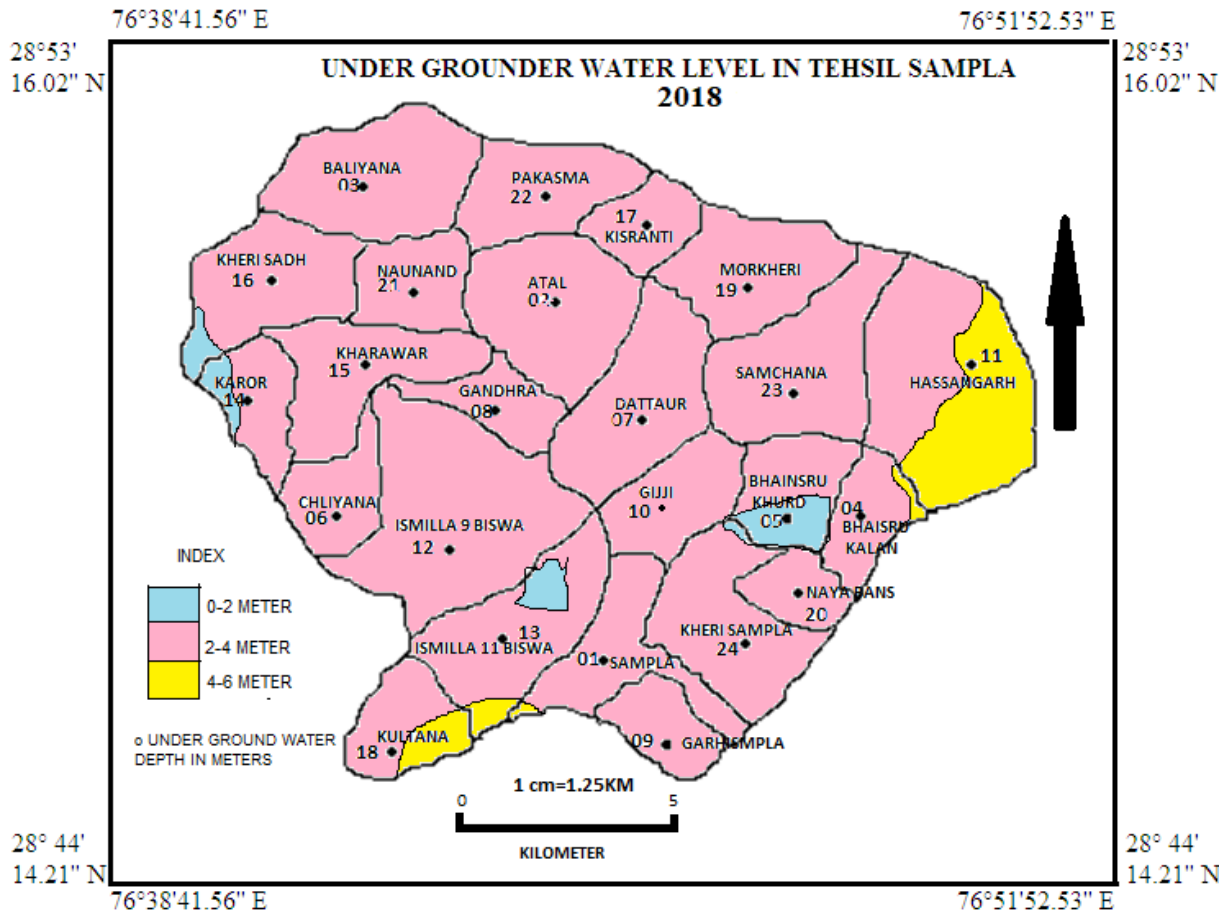 76°38'41.56" E
76°51'52.53" E
28°53'
16.02" N
28°53'
16.02" N
UNDER GROUNDER WATER LEVEL IN TEHSIL SAMPLA
2018
BALIYANA
03
PAKASMA
22
17
KISRANTI
KHERI SADH
16
NAUNAND
21
ATAL
02
MORKHERI
19
KHARAWAR
15
11
HASSANGARH
KAROR
14
GANDHRA
08
SAMCHANA
23
DATTAUR
07
CHLIYANA
06
GIJJI
10
BHAINSRU
KHURD
05
04
BHAISRU
KALAN
ISMILLA 9 BISWA
12
NAYA BANS
20
13
ISMILLA 11 BISWA
KHERI SAMPLA
24
01 SAMPLA
KULTANA
18
09 GARHISMPLA
INDEX
0-2 METER
2-4 METER
4-6 METER
o UNDER GROUND WATER
DEPTH IN METERS
1 cm=1.25KM
0 5
KILOMETER
28° 44'
14.21" N
28° 44'
14.21" N
76°38'41.56" E
76°51'52.53" E